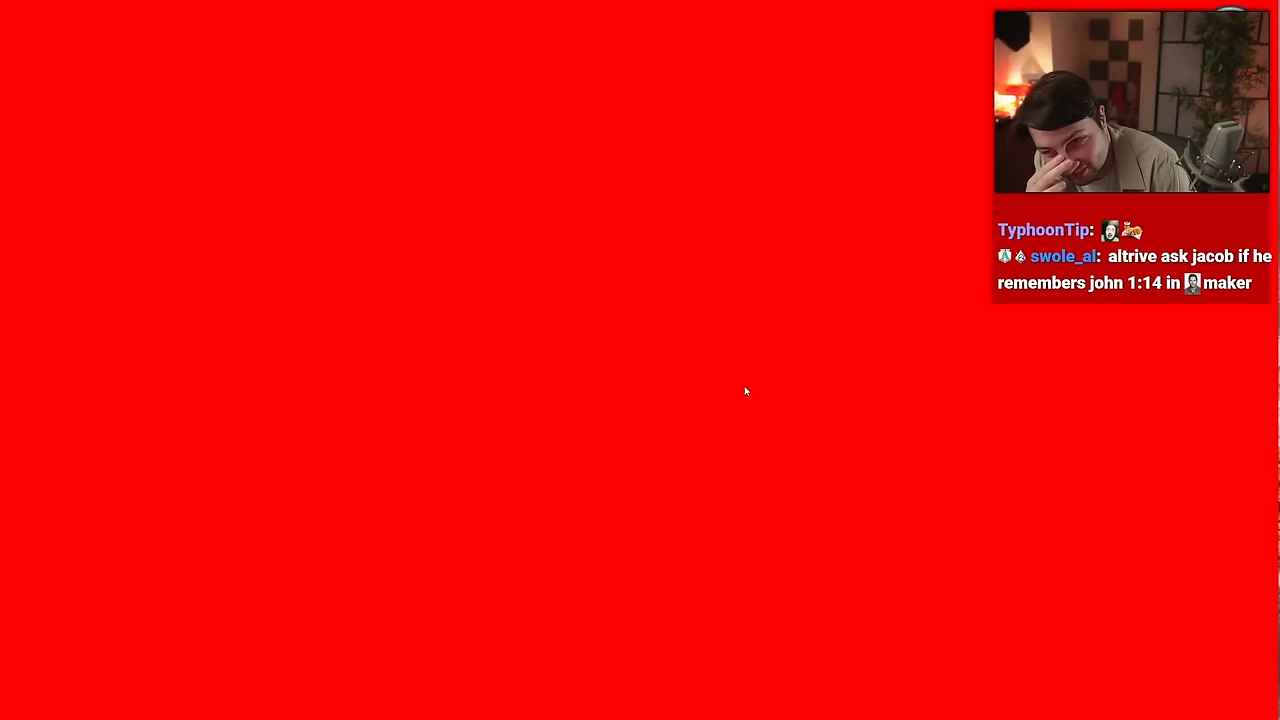 TyphoonTip:
swole_al: altrive ask jacob if he
remembers john 1:14 in maker